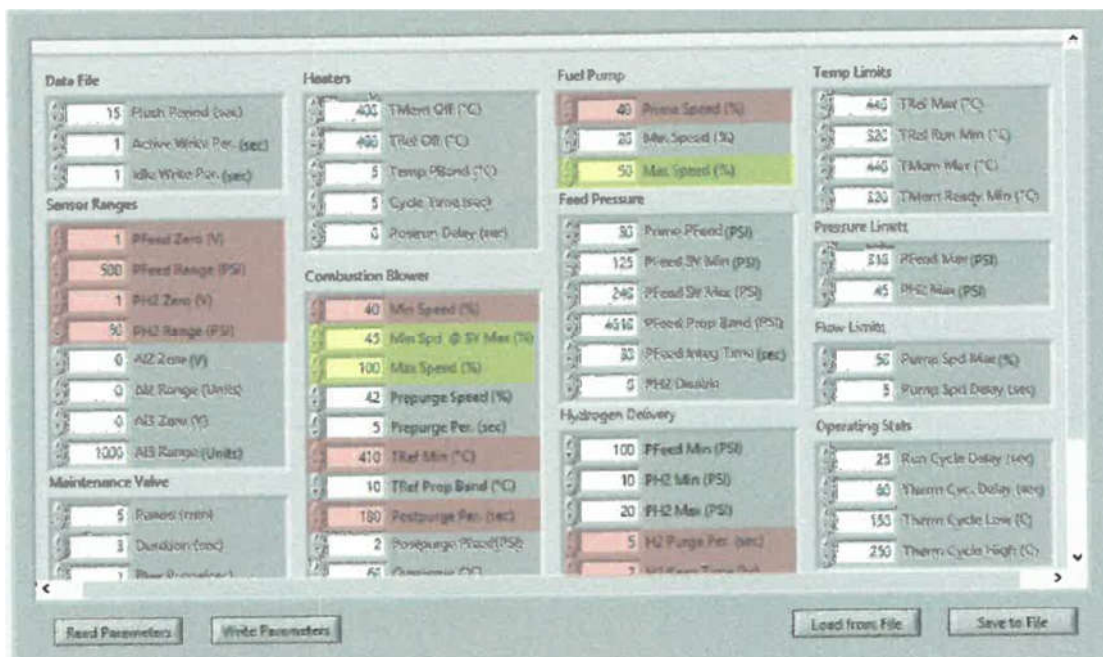 Data File
15 Flush Period (sec)
1 Active Write Per. (sec)
1 Idle Write Per. (sec)
Sensor Ranges
1 PFeed Zero (V)
500 PFeed Range (PSI)
1 PH2 Zero (V)
50 PH2 Range (PSI)
0 AI2 Zero (V)
0 AI2 Range (Units)
0 AI3 Zero (V)
1000 AI3 Range (Units)
Maintenance Valve
5 Period (min)
3 Duration (sec)
Heaters
TMem Off (°C)
TRef Off (°C)
5 Temp PBand (°C)
5 Cycle Time (sec)
0 Postrun Delay (sec)
Combustion Blower
40 Min Speed (%)
45 Min Spd @ SV Max (%)
100 Max Speed (%)
42 Prepurge Speed (%)
5 Prepurge Per. (sec)
410 TRef Min (°C)
10 TRef Prop Band (°C)
180 Postpurge Per. (sec)
2 Postpurge PFeed (PSI)
Fuel Pump
40 Prime Speed (%)
Min Speed (%)
50 Max Speed (%)
Feed Pressure
Prime PFeed (PSI)
125 PFeed SV Min (PSI)
PFeed SV Max (PSI)
PFeed Prop Band (PSI)
PFeed Integ Time (sec)
PH2 Disable
Hydrogen Delivery
100 PFeed Min (PSI)
10 PH2 Min (PSI)
20 PH2 Max (PSI)
5 H2 Purge Per. (sec)
Temp Limits
TRef Max (°C)
TRef Run Min (°C)
TMem Max (°C)
TMem Ready Min (°C)
Pressure Limits
PFeed Max (PSI)
45 PH2 Max (PSI)
Flow Limits
Pump Spd Max (%)
Pump Spd Delay (sec)
Operating Stats
25 Run Cycle Delay (sec)
60 Therm Cyc. Delay (sec)
150 Therm Cycle Low (C)
250 Therm Cycle High (C)
Read Parameters
Write Parameters
Load from File
Save to File